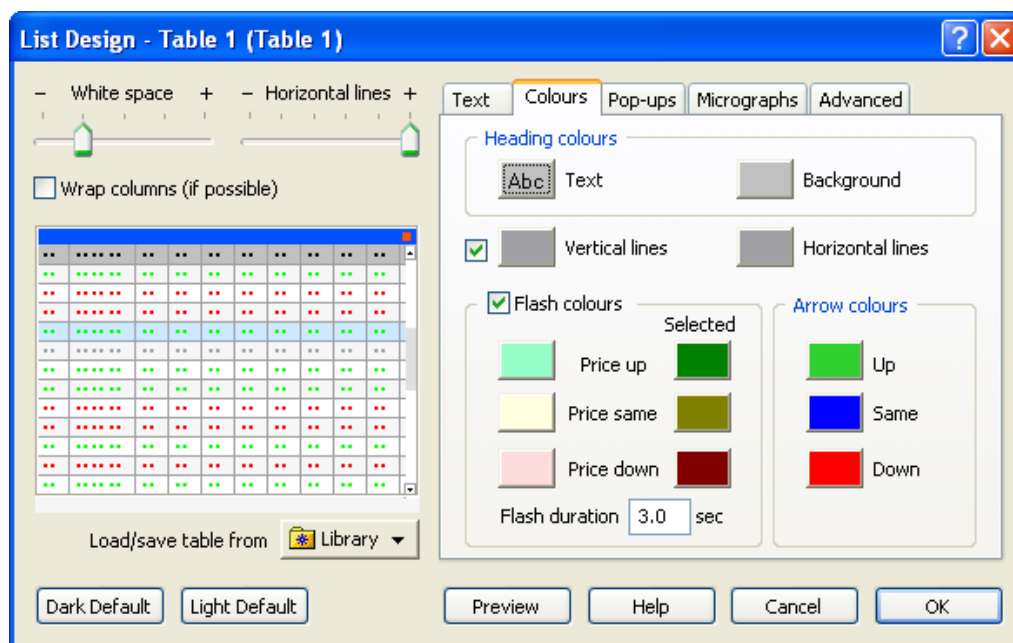 List Design - Table 1 (Table 1)
? X
- White space + - Horizontal lines +
Wrap columns (if possible)
Load/save table from Library
Dark Default Light Default
Text Colours Pop-ups Micrographs Advanced
Heading colours
Abc Text Background
Vertical lines Horizontal lines
Flash colours
Selected
Price up
Price same
Price down
Flash duration 3.0 sec
Arrow colours
Up
Same
Down
Preview Help Cancel OK